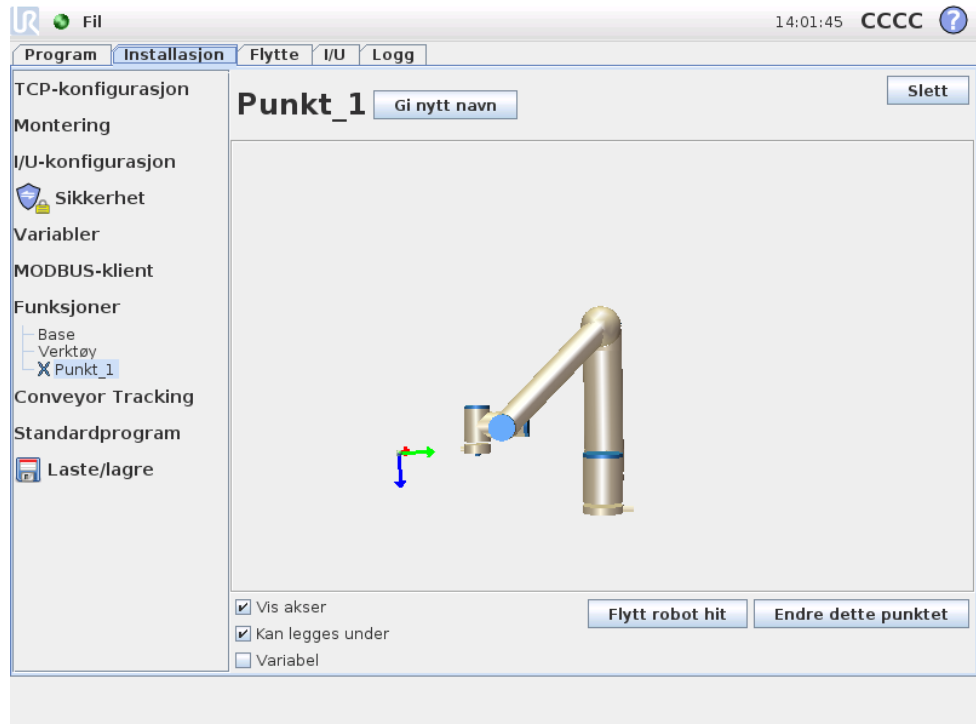 UR Fil 14:01:45 CCCC ?
Program Installasjon Flytte I/U Logg
TCP-konfigurasjon
Montering
I/U-konfigurasjon
Sikkerhet
Variabler
MODBUS-klient
Funksjoner
Base
Verktøy
Punkt_1
Conveyor Tracking
Standardprogram
Laste/lagre
Punkt_1 Gi nytt navn Slett
Vis akser
Kan legges under
Variabel
Flytt robot hit Endre dette punktet